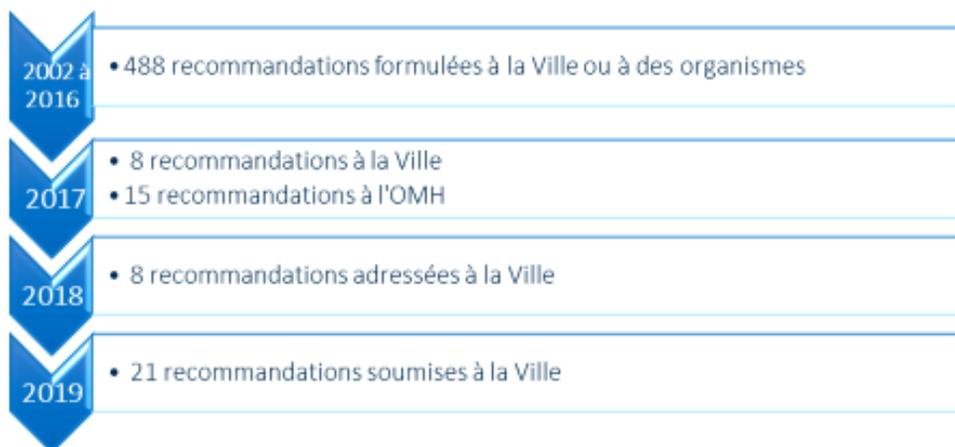 2002 à
2016
• 488 recommandations formulées à la Ville ou à des organismes
2017
• 8 recommandations à la Ville
• 15 recommandations à l'OMH
2018
• 8 recommandations adressées à la Ville
2019
• 21 recommandations soumises à la Ville